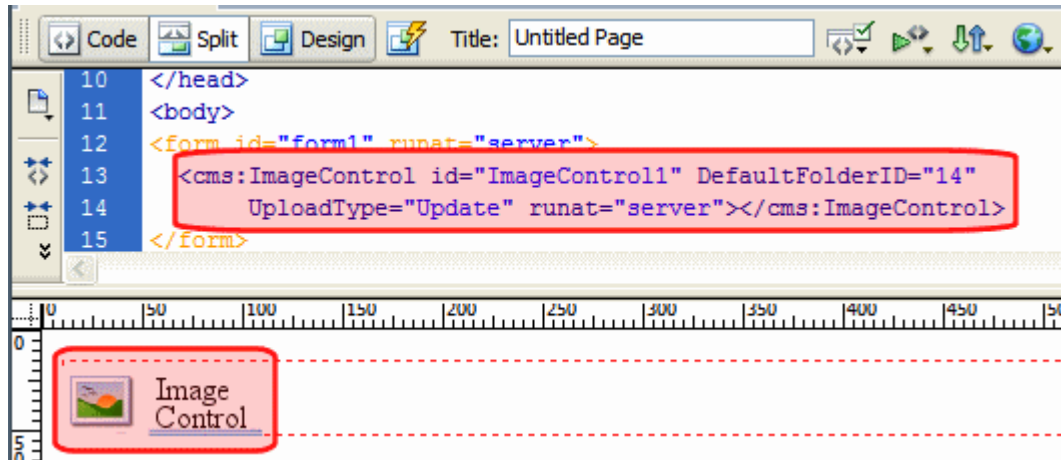 Code Split Design Title: Untitled Page
10 </head>
11 <body>
12 <form id="form1" runat="server">
13 <cms:ImageControl id="ImageControl1" DefaultFolderID="14"
14 UploadType="Update" runat="server"></cms:ImageControl>
15 </form>
0 50 100 150 200 250 300 350 400 450
0
Image
Control
5